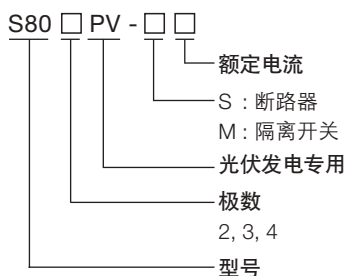 S80 □ PV - □ □
额定电流
S : 断路器
M : 隔离开关
光伏发电专用
极数
2, 3, 4
型号